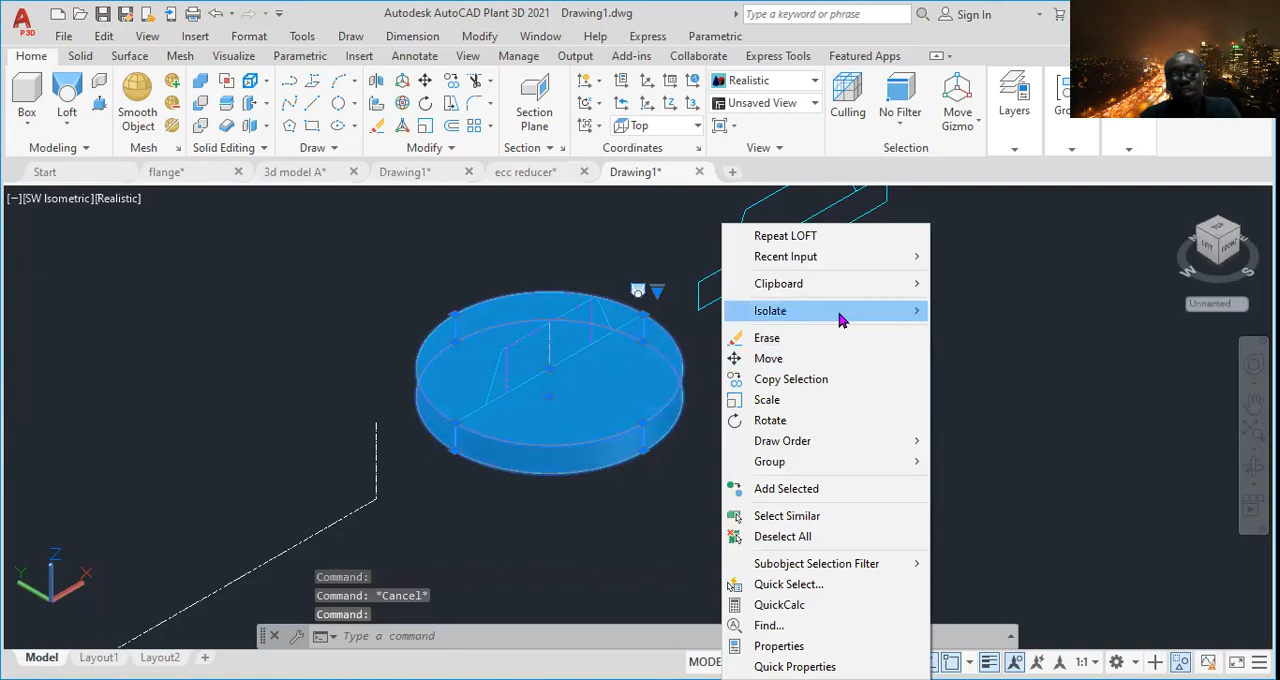 Autodesk AutoCAD Plant 3D 2021 Drawing1.dwg
Type a keyword or phrase
Sign In
P3D
File Edit View Insert Format Tools Draw Dimension Modify Window Help Express Parametric
Home Solid Surface Mesh Visualize Parametric Insert Annotate View Manage Output Add-ins Collaborate Express Tools Featured Apps
Box
Loft
Smooth
Object
Section
Plane
Realistic
Unsaved View
Top
Culling
No Filter
Move
Gizmo
Layers
Modeling Mesh Solid Editing Draw Modify Section Coordinates View Selection
Start flange* 3d model A* Drawing1* ecc reducer* Drawing1*
[−][SW Isometric][Realistic]
Repeat LOFT
Recent Input
Clipboard
Isolate
Erase
Move
Copy Selection
Scale
Rotate
Draw Order
Group
Add Selected
Select Similar
Deselect All
Subobject Selection Filter
Quick Select...
QuickCalc
Find...
Properties
Quick Properties
TOP
LEFT
FRONT
W
S
Unnamed
Z
Y
X
Command:
Command: *Cancel*
Command:
Type a command
Model Layout1 Layout2 +
1:1